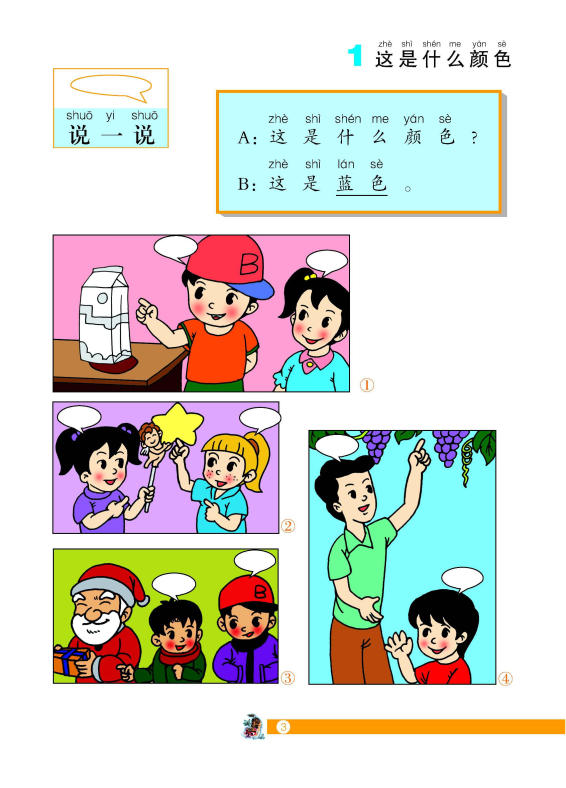 zhè shì shén me yán sè
1 这是什么颜色
shuō yi shuō
说一说
zhè shì shén me yán sè
A: 这是什么颜色?
zhè shì lán sè
B: 这是蓝色。
B
①
②
B
③
④
3